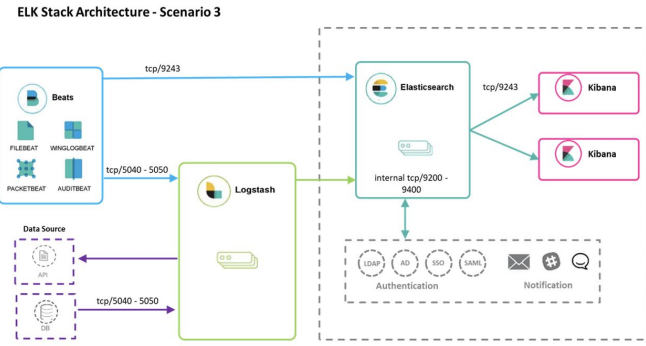 ELK Stack Architecture - Scenario 3
tcp/9243
Beats
FILEBEAT
WINGLOGBEAT
PACKETBEAT
AUDITBEAT
tcp/5040 - 5050
Logstash
Elasticsearch
internal tcp/9200 -
9400
tcp/9243
Kibana
Kibana
Data Source
API
tcp/5040 - 5050
DB
LDAP
AD
SSO
SAML
Authentication
Notification